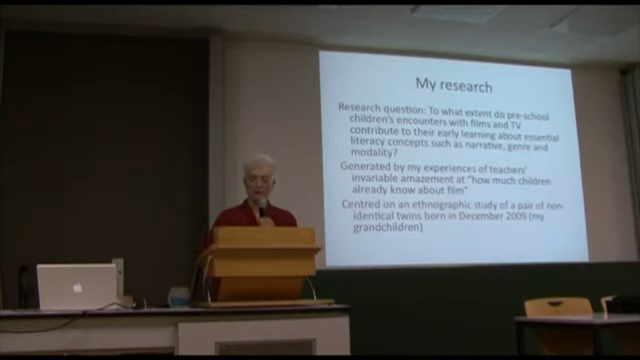 My research
Research question: To what extent do pre-school
children's encounters with films and TV
contribute to their early learning about essential
literacy concepts such as narrative, genre and
modality?
Generated by my experiences of teachers'
invariable amazement at "how much children
already know about film"
Centred on an ethnographic study of a pair of non-
identical twins born in December 2009 (my
grandchildren)